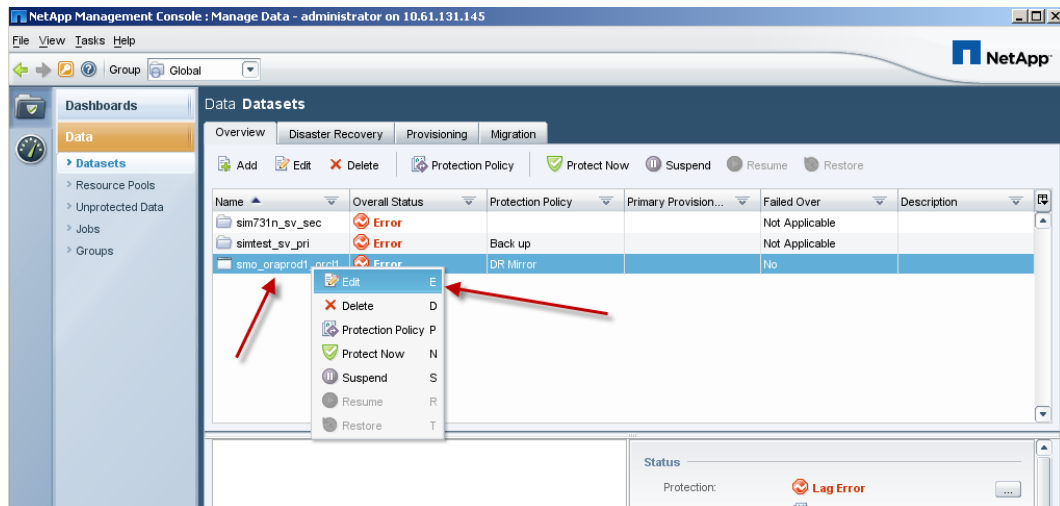 NetApp Management Console : Manage Data - administrator on 10.61.131.145
File View Tasks Help
NetApp
Group Global
Dashboards
Data
Datasets
Resource Pools
Unprotected Data
Jobs
Groups
Data Datasets
Overview Disaster Recovery Provisioning Migration
Add Edit Delete Protection Policy Protect Now Suspend Resume Restore
Name Overall Status Protection Policy Primary Provision... Failed Over Description
sim731n_sv_sec Error Not Applicable
simtest_sv_pri Error Back up Not Applicable
smo_oraprod1_orcl1 Error DR Mirror No
Edit E
Delete D
Protection Policy P
Protect Now N
Suspend S
Resume R
Restore T
Status
Protection: Lag Error ...